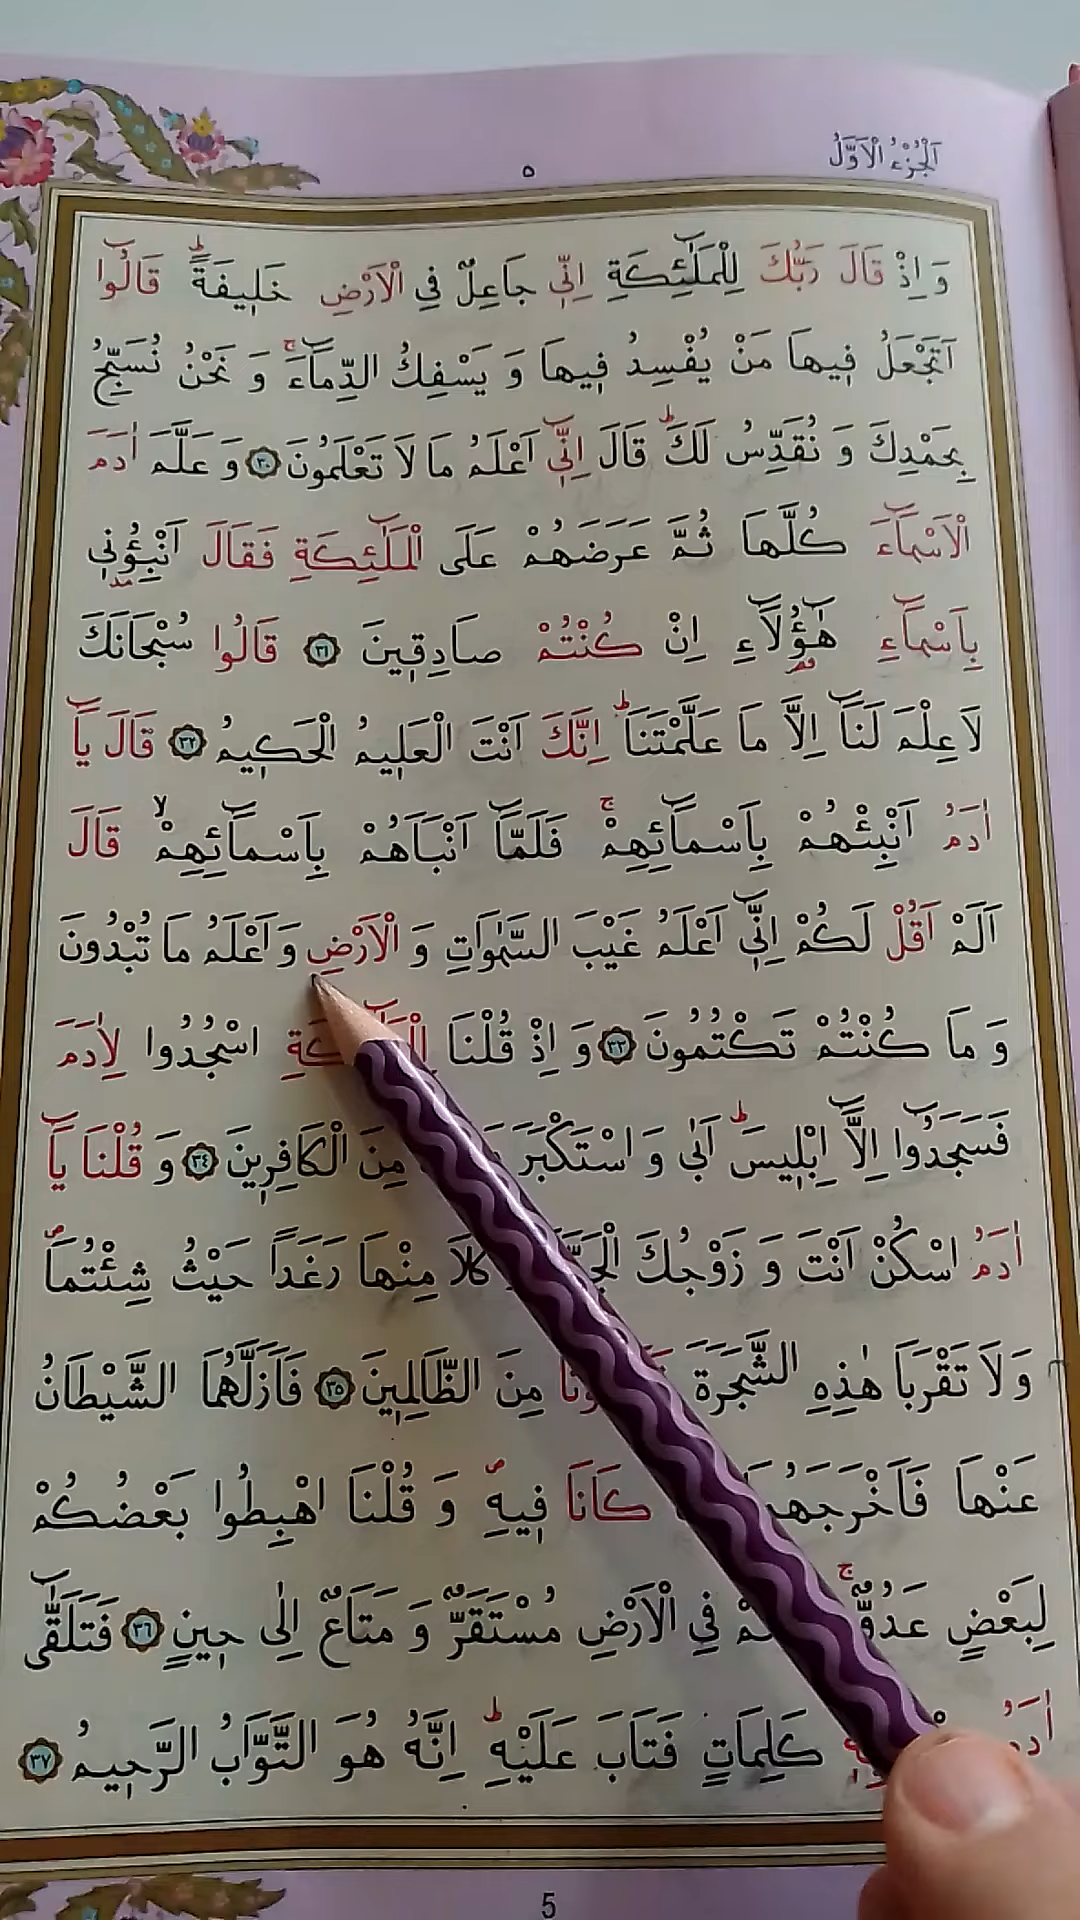 اَلْجُزْءُ الْاَوَّلُ
٥
وَ اِذْ قَالَ رَبُّكَ لِلْمَلٰٓئِكَةِ اِنّ۪ي جَاعِلٌ فِي الْاَرْضِ خَل۪يفَةًۜ قَالُٓوا
اَتَجْعَلُ ف۪يهَا مَنْ يُفْسِدُ ف۪يهَا وَ يَسْفِكُ الدِّمَٓاءَۚ وَ نَحْنُ نُسَبِّحُ
بِحَمْدِكَ وَ نُقَدِّسُ لَكَۜ قَالَ اِنّ۪ٓي اَعْلَمُ مَا لَا تَعْلَمُونَ ٣٠ وَ عَلَّمَ اٰدَمَ
الْاَسْمَٓاءَ كُلَّهَا ثُمَّ عَرَضَهُمْ عَلَى الْمَلٰٓئِكَةِ فَقَالَ اَنْبِؤُ۫ن۪ي
بِاَسْمَٓاءِ هٰٓؤُ۬لَٓاءِ اِنْ كُنْتُمْ صَادِق۪ينَ ٣١ قَالُوا سُبْحَانَكَ
لَا عِلْمَ لَنَٓا اِلَّا مَا عَلَّمْتَنَاۜ اِنَّكَ اَنْتَ الْعَل۪يمُ الْحَك۪يمُ ٣٢ قَالَ يَٓا
اٰدَمُ اَنْبِئْهُمْ بِاَسْمَٓائِهِمْۚ فَلَمَّٓا اَنْبَاَهُمْ بِاَسْمَٓائِهِمْۙ قَالَ
اَلَمْ اَقُلْ لَكُمْ اِنّ۪ٓي اَعْلَمُ غَيْبَ السَّمٰوَاتِ وَ الْاَرْضِ وَ اَعْلَمُ مَا تُبْدُونَ
وَ مَا كُنْتُمْ تَكْتُمُونَ ٣٣ وَ اِذْ قُلْنَا اسْجُدُوا لِاٰدَمَ
فَسَجَدُٓوا اِلَّٓا اِبْل۪يسَۜ اَبٰى وَ اسْتَكْبَرَ مِنَ الْكَافِر۪ينَ ٣٤ وَ قُلْنَا يَٓا
اٰدَمُ اسْكُنْ اَنْتَ وَ زَوْجُكَ كُلَا مِنْهَا رَغَدًا حَيْثُ شِئْتُمَاۖ
وَ لَا تَقْرَبَا هٰذِهِ الشَّجَرَةَ مِنَ الظَّالِم۪ينَ ٣٥ فَاَزَلَّهُمَا الشَّيْطَانُ
عَنْهَا كَانَا ف۪يهِۖ وَ قُلْنَا اهْبِطُوا بَعْضُكُمْ
لِبَعْضٍ عَدُوٌّۚ فِي الْاَرْضِ مُسْتَقَرٌّ وَ مَتَاعٌ اِلٰى ح۪ينٍ ٣٦ فَتَلَقّٰٓى
اٰدَمُ كَلِمَاتٍ فَتَابَ عَلَيْهِۜ اِنَّهُ هُوَ التَّوَّابُ الرَّح۪يمُ ٣٧
5